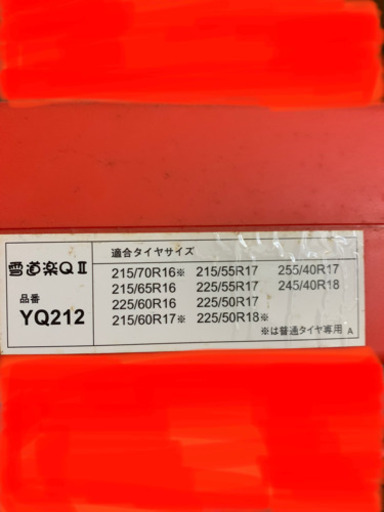 雪道楽QⅡ
品番
YQ212
適合タイヤサイズ
215/70R16※ 215/55R17 255/40R17
215/65R16 225/55R17 245/40R18
225/60R16 225/50R17
215/60R17※ 225/50R18※
※は普通タイヤ専用 A